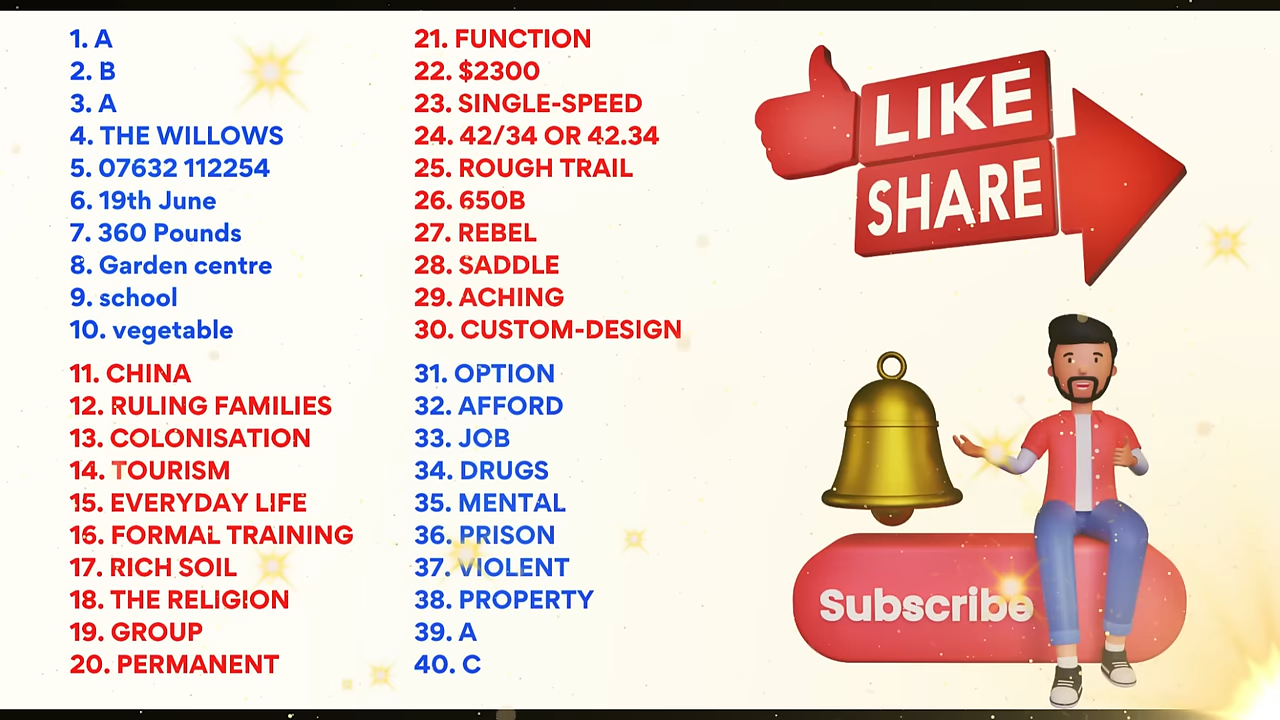 1. A
2. B
3. A
4. THE WILLOWS
5. 07632 112254
6. 19th June
7. 360 Pounds
8. Garden centre
9. school
10. vegetable
11. CHINA
12. RULING FAMILIES
13. COLONISATION
14. TOURISM
15. EVERYDAY LIFE
16. FORMAL TRAINING
17. RICH SOIL
18. THE RELIGION
19. GROUP
20. PERMANENT
21. FUNCTION
22. $2300
23. SINGLE-SPEED
24. 42/34 OR 42.34
25. ROUGH TRAIL
26. 650B
27. REBEL
28. SADDLE
29. ACHING
30. CUSTOM-DESIGN
31. OPTION
32. AFFORD
33. JOB
34. DRUGS
35. MENTAL
36. PRISON
37. VIOLENT
38. PROPERTY
39. A
40. C
LIKE
SHARE
Subscribe